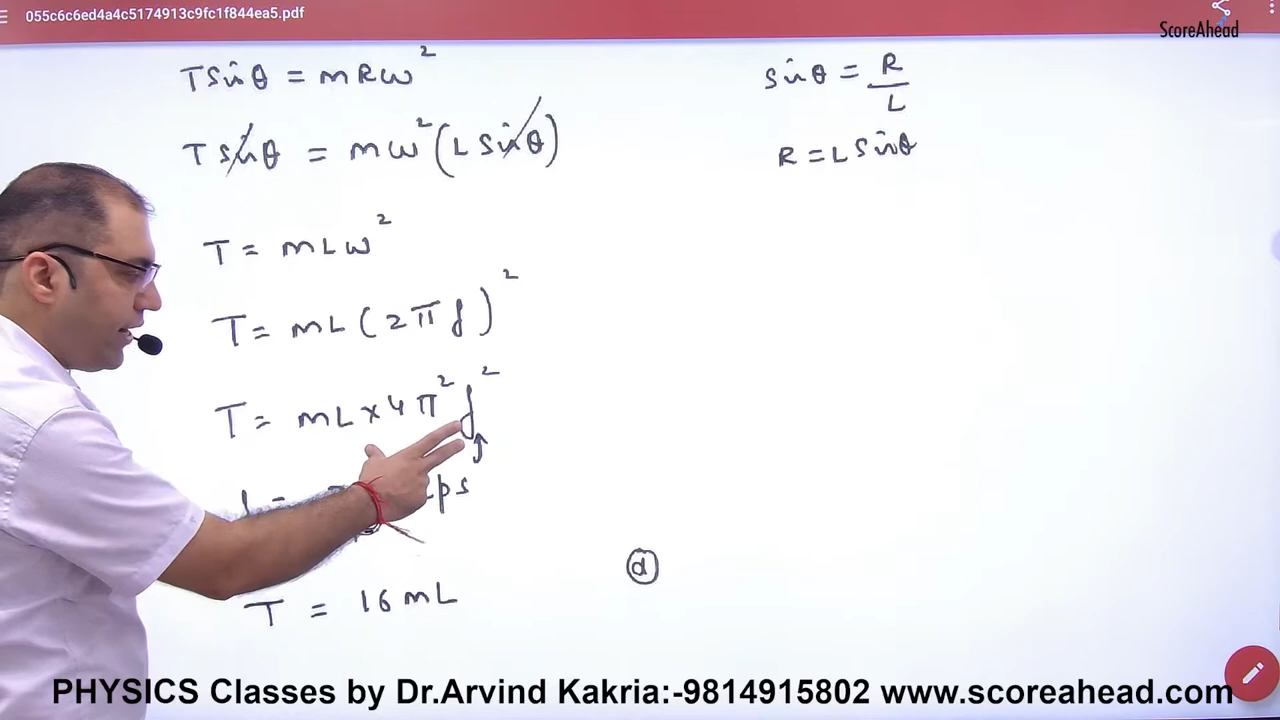 055c6c6ed4a4c5174913c9fc1f844ea5.pdf
ScoreAhead
T sin θ = m R ω²
sin θ = R / L
T sin θ = m ω² (L sin θ)
R = L sin θ
T = m L ω²
T = m L (2 π f)²
T = m L × 4 π² f²
T = 16 m L
d
PHYSICS Classes by Dr.Arvind Kakria:-9814915802 www.scoreahead.com